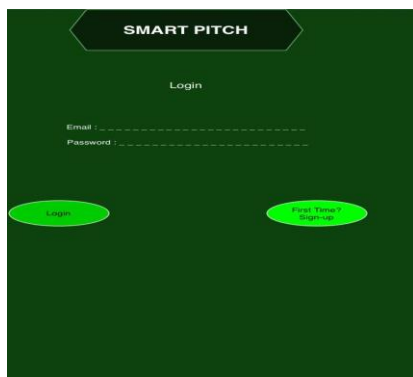 SMART PITCH
Login
Email : _ _ _ _ _ _ _ _ _ _ _ _ _ _ _ _ _ _ _ _ _ _ _ _ _
Password : _ _ _ _ _ _ _ _ _ _ _ _ _ _ _ _ _ _ _ _ _ _ _
Login
First Time?
Sign-up